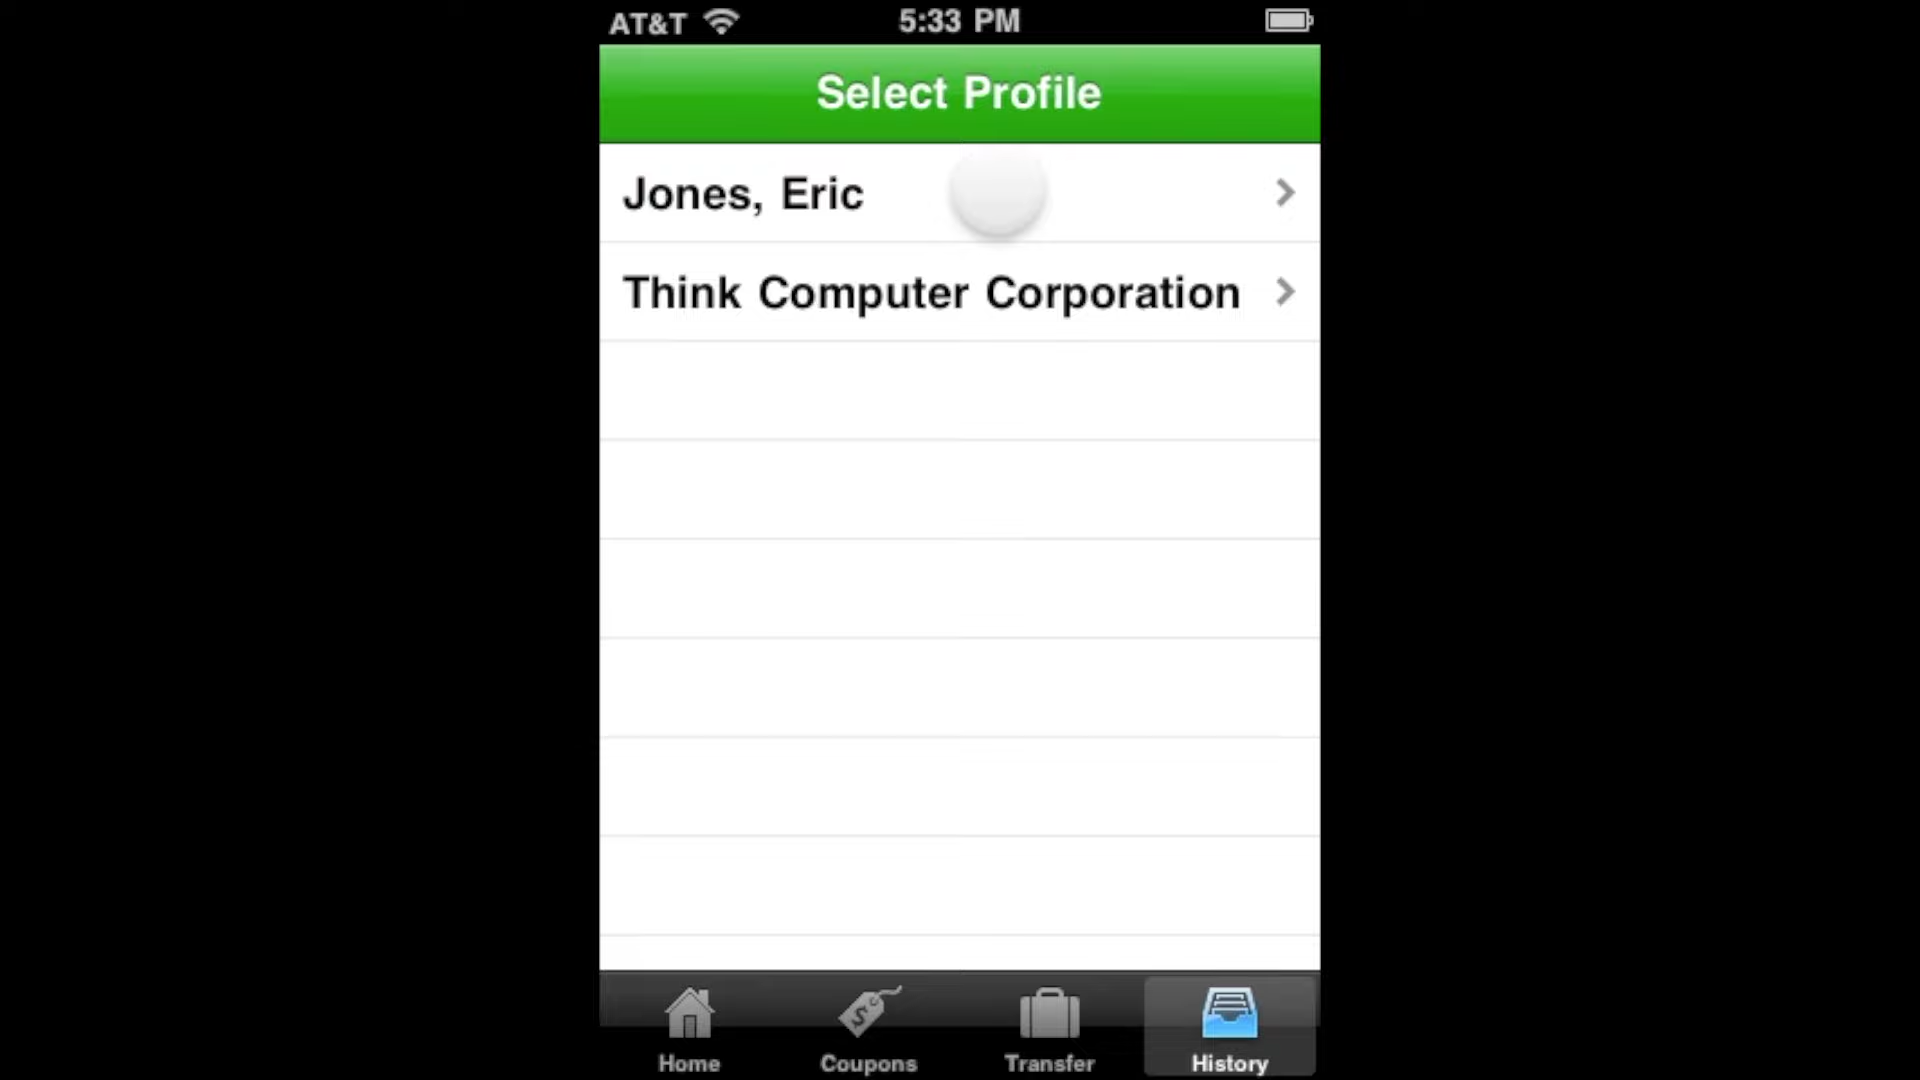 AT&T 5:33 PM
Select Profile
Jones, Eric
Think Computer Corporation
Home Coupons Transfer History